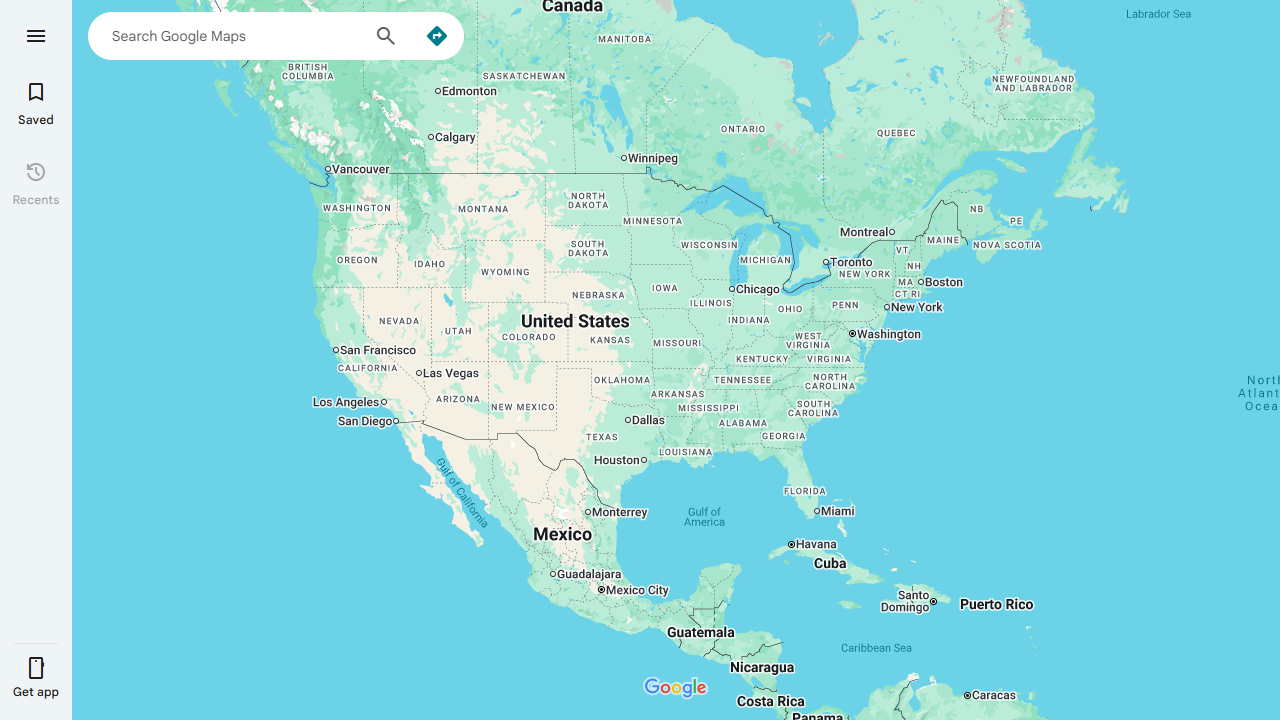 Search Google Maps
Saved
Recents
Get app
Canada
Labrador Sea
MANITOBA
BRITISH
COLUMBIA
SASKATCHEWAN
NEWFOUNDLAND
AND LABRADOR
Edmonton
ONTARIO
QUEBEC
Calgary
Winnipeg
Vancouver
NORTH
DAKOTA
WASHINGTON
MONTANA
MINNESOTA
NB
PE
Montreal
MAINE
NOVA SCOTIA
WISCONSIN
SOUTH
DAKOTA
VT
OREGON
IDAHO
MICHIGAN
Toronto
NH
WYOMING
NEW YORK
MA
Boston
IOWA
Chicago
CT RI
NEBRASKA
ILLINOIS
OHIO
PENN
New York
NEVADA
United States
INDIANA
UTAH
COLORADO
KANSAS
MISSOURI
WEST
VIRGINIA
Washington
San Francisco
KENTUCKY
VIRGINIA
CALIFORNIA
Las Vegas
OKLAHOMA
TENNESSEE
NORTH
CAROLINA
North
Atlantic
Ocea
ARIZONA
NEW MEXICO
ARKANSAS
MISSISSIPPI
SOUTH
CAROLINA
Los Angeles
San Diego
Dallas
ALABAMA
TEXAS
GEORGIA
LOUISIANA
Houston
Gulf of California
FLORIDA
Monterrey
Gulf of
America
Miami
Mexico
Havana
Cuba
Guadalajara
Mexico City
Santo
Domingo
Puerto Rico
Guatemala
Caribbean Sea
Nicaragua
Google
Caracas
Costa Rica
Panama